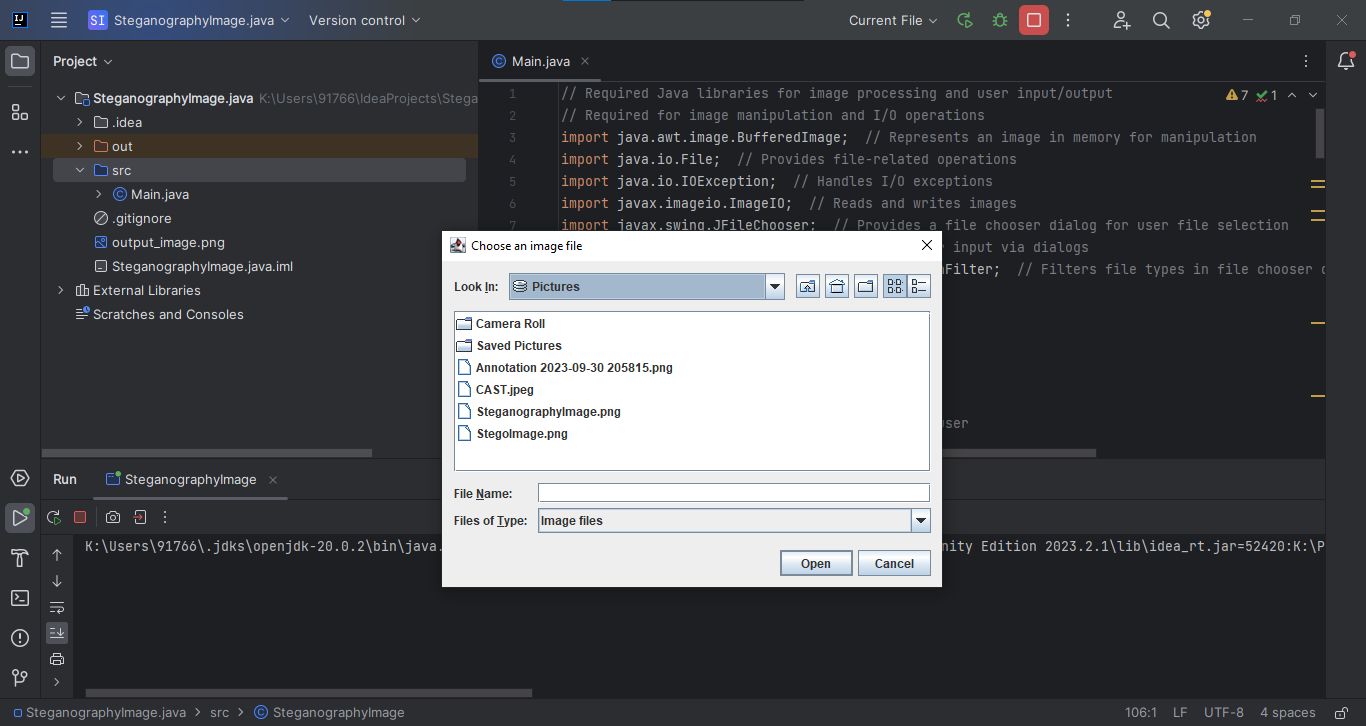 SI SteganographyImage.java Version control Current File
Project
Main.java
SteganographyImage.java K:\Users\91766\IdeaProjects\Stega
.idea
out
src
Main.java
.gitignore
output_image.png
SteganographyImage.java.iml
External Libraries
Scratches and Consoles
7 1
1 // Required Java libraries for image processing and user input/output
2 // Required for image manipulation and I/O operations
3 import java.awt.image.BufferedImage; // Represents an image in memory for manipulation
4 import java.io.File; // Provides file-related operations
5 import java.io.IOException; // Handles I/O exceptions
6 import javax.imageio.ImageIO; // Reads and writes images
7 import javax.swing.JFileChooser; // Provides a file chooser dialog for user file selection
input via dialogs
Filter; // Filters file types in file chooser
Choose an image file
Look In: Pictures
Camera Roll
Saved Pictures
Annotation 2023-09-30 205815.png
CAST.jpeg
SteganographyImage.png
StegoImage.png
File Name:
Files of Type: Image files
Open Cancel
Run SteganographyImage
K:\Users\91766\.jdks\openjdk-20.0.2\bin\java. nity Edition 2023.2.1\lib\idea_rt.jar=52420:K:\P
SteganographyImage.java > src > SteganographyImage
106:1 LF UTF-8 4 spaces